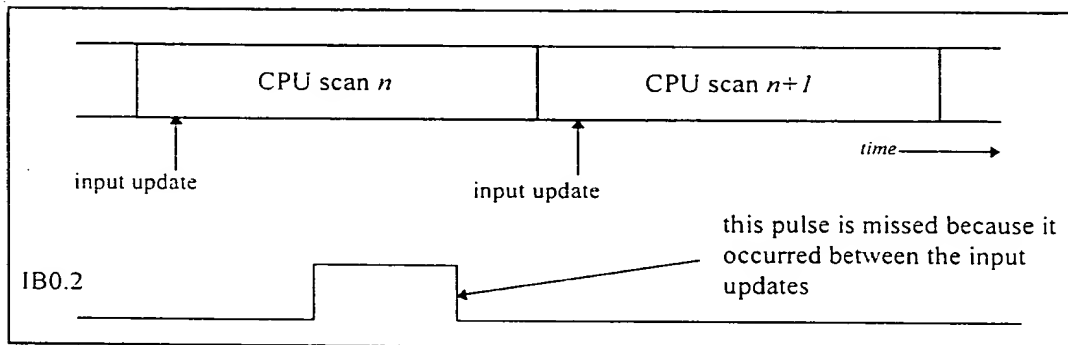 CPU scan n
CPU scan n+1
time
input update
input update
this pulse is missed because it
occurred between the input
updates
IB0.2